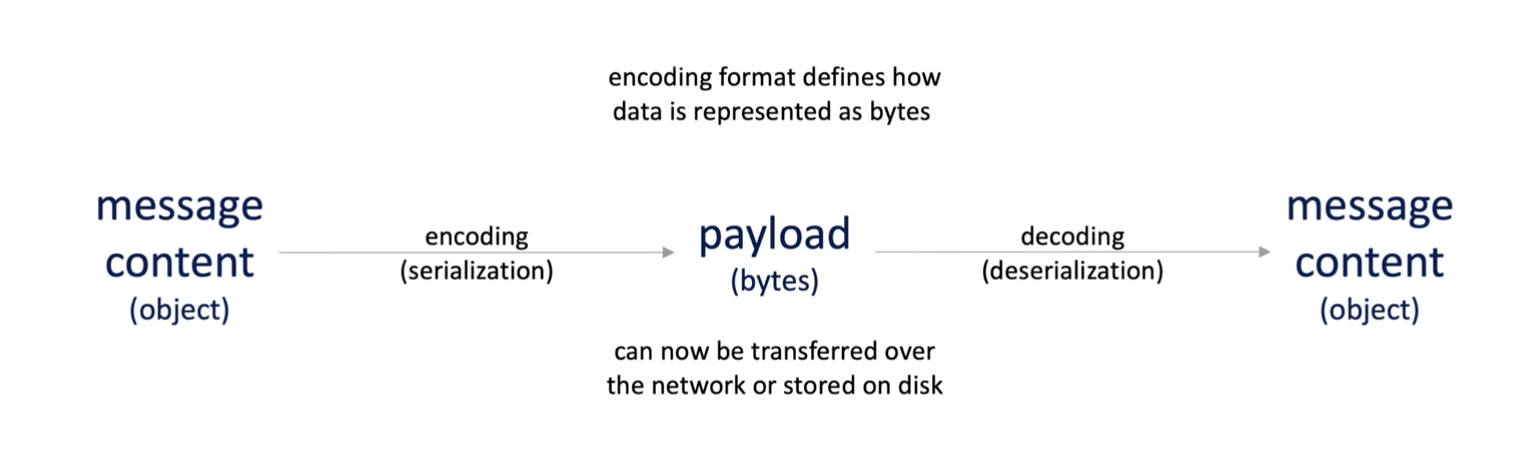 encoding format defines how
data is represented as bytes
message
content
(object)
encoding
(serialization)
payload
(bytes)
decoding
(deserialization)
message
content
(object)
can now be transferred over
the network or stored on disk